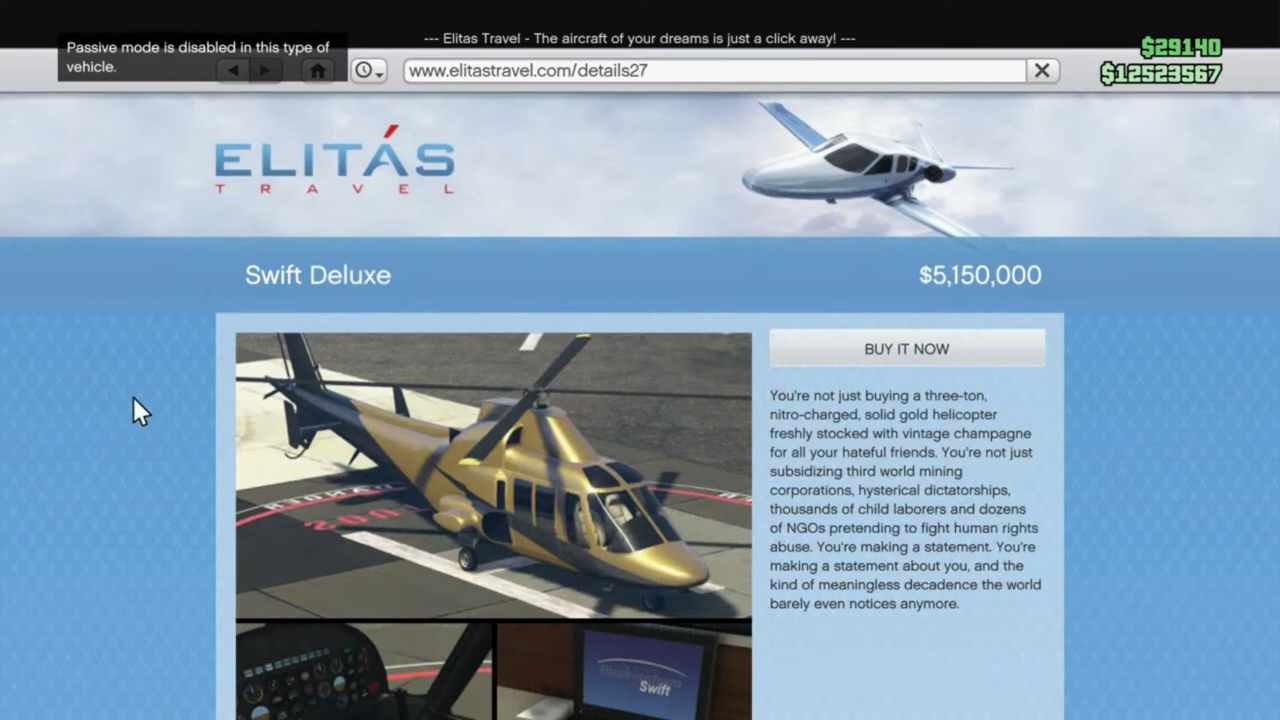 --- Elitas Travel - The aircraft of your dreams is just a click away! ---
Passive mode is disabled in this type of
vehicle.
$29140
www.elitastravel.com/details27
$12523567
ELITÁS
TRAVEL
Swift Deluxe
$5,150,000
BUY IT NOW
You're not just buying a three-ton,
nitro-charged, solid gold helicopter
freshly stocked with vintage champagne
for all your hateful friends. You're not just
subsidizing third world mining
corporations, hysterical dictatorships,
thousands of child laborers and dozens
of NGOs pretending to fight human rights
abuse. You're making a statement. You're
making a statement about you, and the
kind of meaningless decadence the world
barely even notices anymore.
Buckingham
Swift